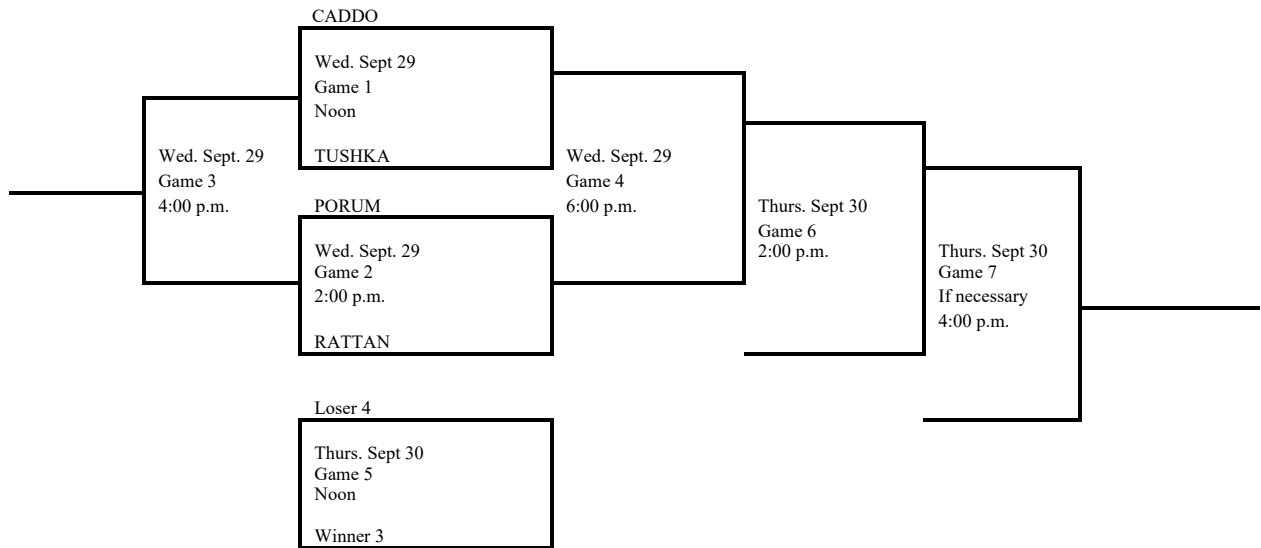 CADDO
Wed. Sept 29
Game 1
Noon
TUSHKA
Wed. Sept. 29
Game 3
4:00 p.m.
PORUM
Wed. Sept. 29
Game 2
2:00 p.m.
RATTAN
Wed. Sept. 29
Game 4
6:00 p.m.
Loser 4
Thurs. Sept 30
Game 5
Noon
Winner 3
Thurs. Sept 30
Game 6
2:00 p.m.
Thurs. Sept 30
Game 7
If necessary
4:00 p.m.